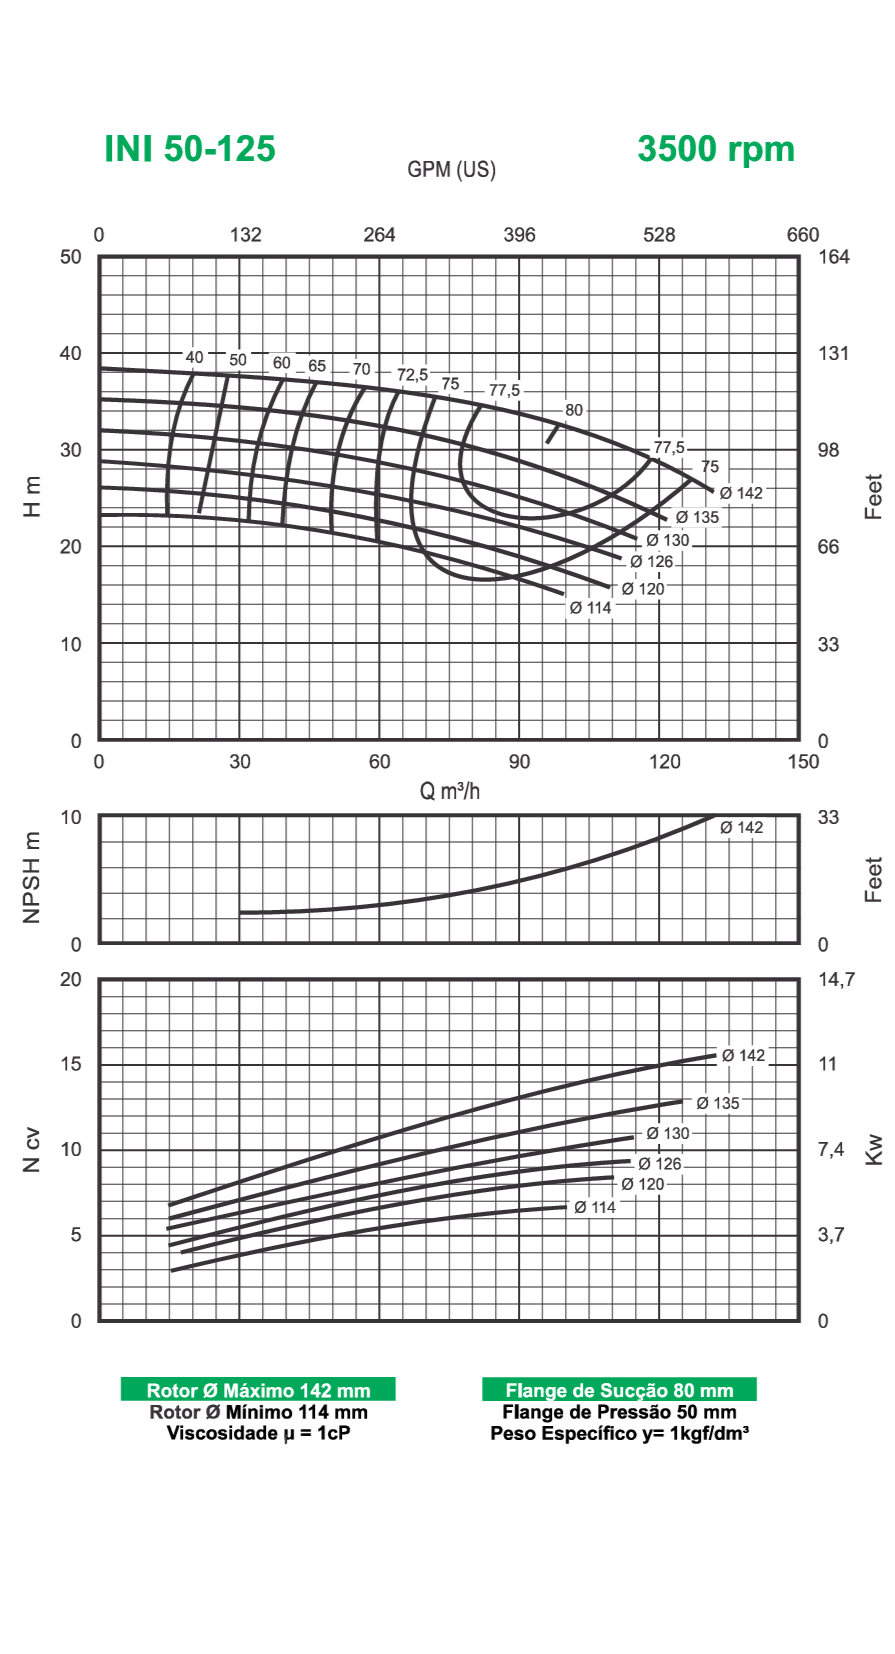 INI 50-125 3500 rpm
GPM (US)
0 132 264 396 528 660
50 164
40 131
40 50 60 65 70 72,5 75 77,5 80 77,5 75
30 98
Ø 142
Ø 135
Ø 130
Ø 126
Ø 120
Ø 114
H m Feet
20 66
10 33
0 0
0 30 60 90 120 150
Q m³/h
10 33
Ø 142
NPSH m Feet
0 0
20 14,7
15 11
Ø 142
Ø 135
Ø 130
10 7,4
Ø 126
Ø 120
Ø 114
N cv Kw
5 3,7
0 0
Rotor Ø Máximo 142 mm
Rotor Ø Mínimo 114 mm
Viscosidade µ = 1cP
Flange de Sucção 80 mm
Flange de Pressão 50 mm
Peso Específico y= 1kgf/dm³